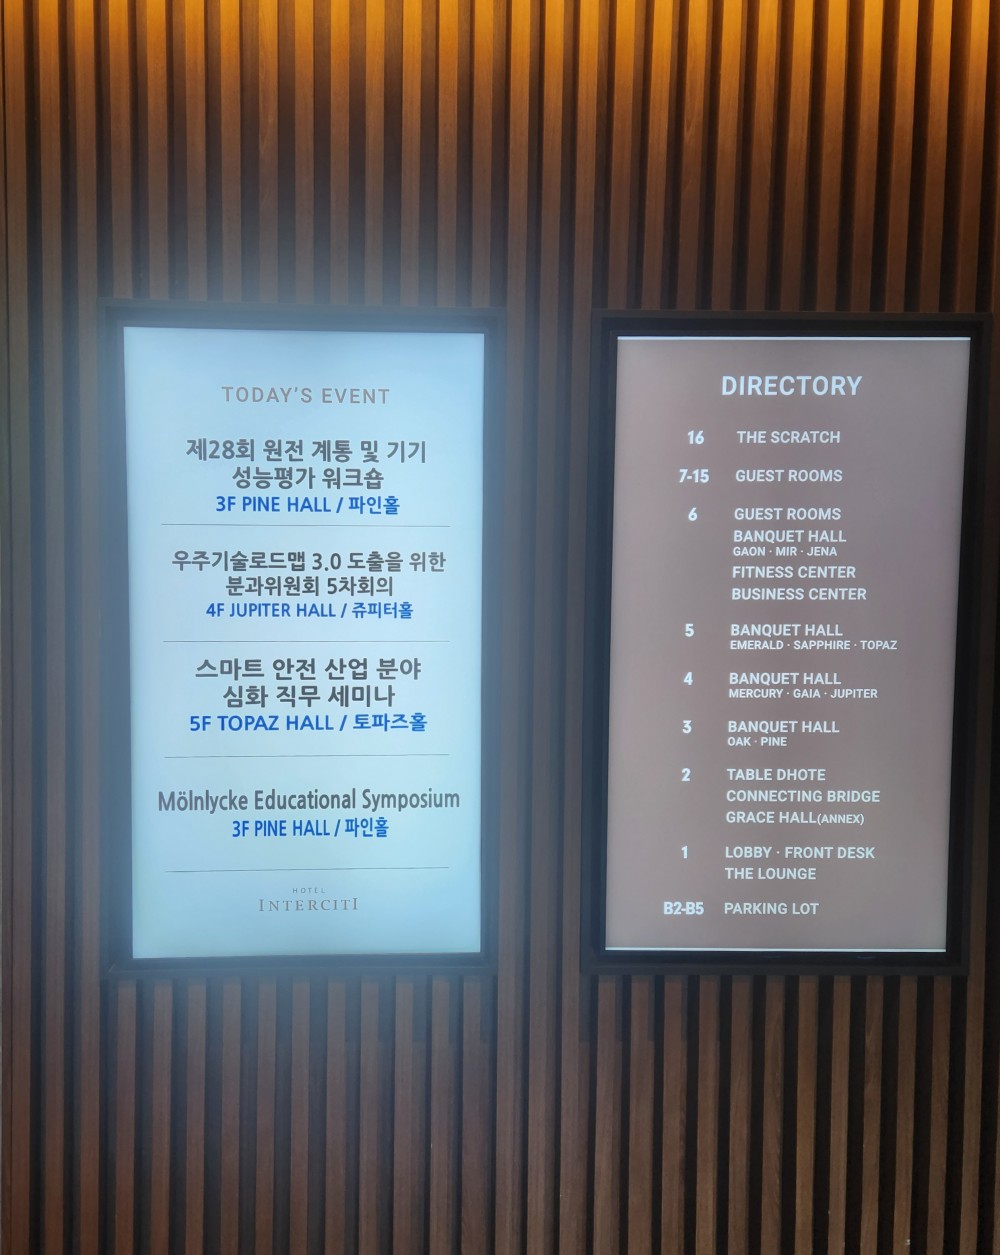 TODAY'S EVENT
제28회 원전 계통 및 기기
성능평가 워크숍
3F PINE HALL / 파인홀
우주기술로드맵 3.0 도출을 위한
분과위원회 5차회의
4F JUPITER HALL / 쥬피터홀
스마트 안전 산업 분야
심화 직무 세미나
5F TOPAZ HALL / 토파즈홀
Mölnlycke Educational Symposium
3F PINE HALL / 파인홀
HOTEL
INTERCITI
DIRECTORY
16 THE SCRATCH
7-15 GUEST ROOMS
6 GUEST ROOMS
BANQUET HALL
GAON · MIR · JENA
FITNESS CENTER
BUSINESS CENTER
5 BANQUET HALL
EMERALD · SAPPHIRE · TOPAZ
4 BANQUET HALL
MERCURY · GAIA · JUPITER
3 BANQUET HALL
OAK · PINE
2 TABLE DHOTE
CONNECTING BRIDGE
GRACE HALL(ANNEX)
1 LOBBY · FRONT DESK
THE LOUNGE
B2-B5 PARKING LOT